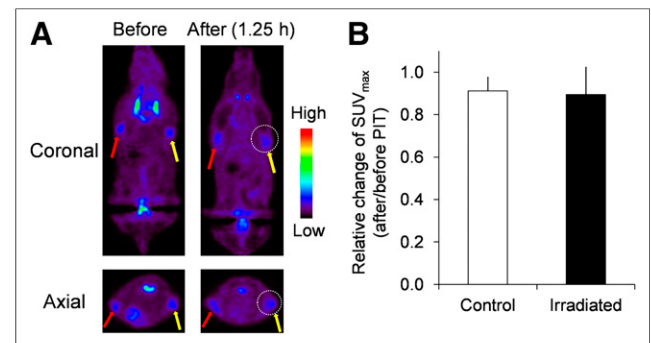 A
Before
After (1.25 h)
Coronal
Axial
High
Low
B
Relative change of SUVmax
(after/before PIT)
1.0
0.8
0.6
0.4
0.2
0.0
Control
Irradiated